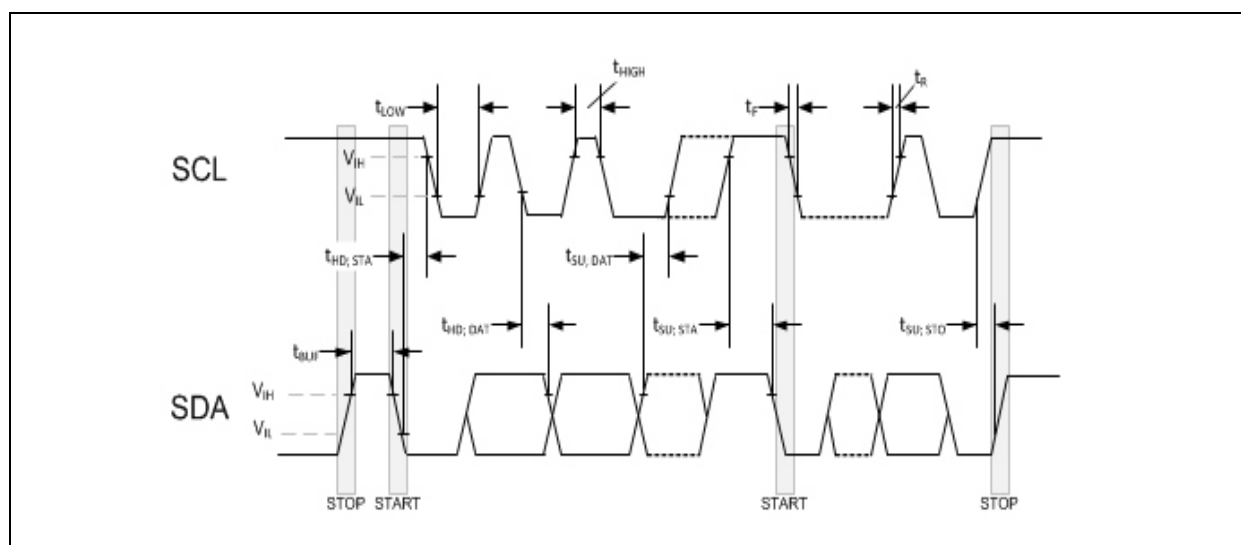 tHIGH
tR
tLOW
tF
SCL
VIH
VIL
tHD; STA
tSU, DAT
tHD; DAT
tSU; STA
tSU; STO
tBUF
VIH
SDA
VIL
STOP
START
START
STOP